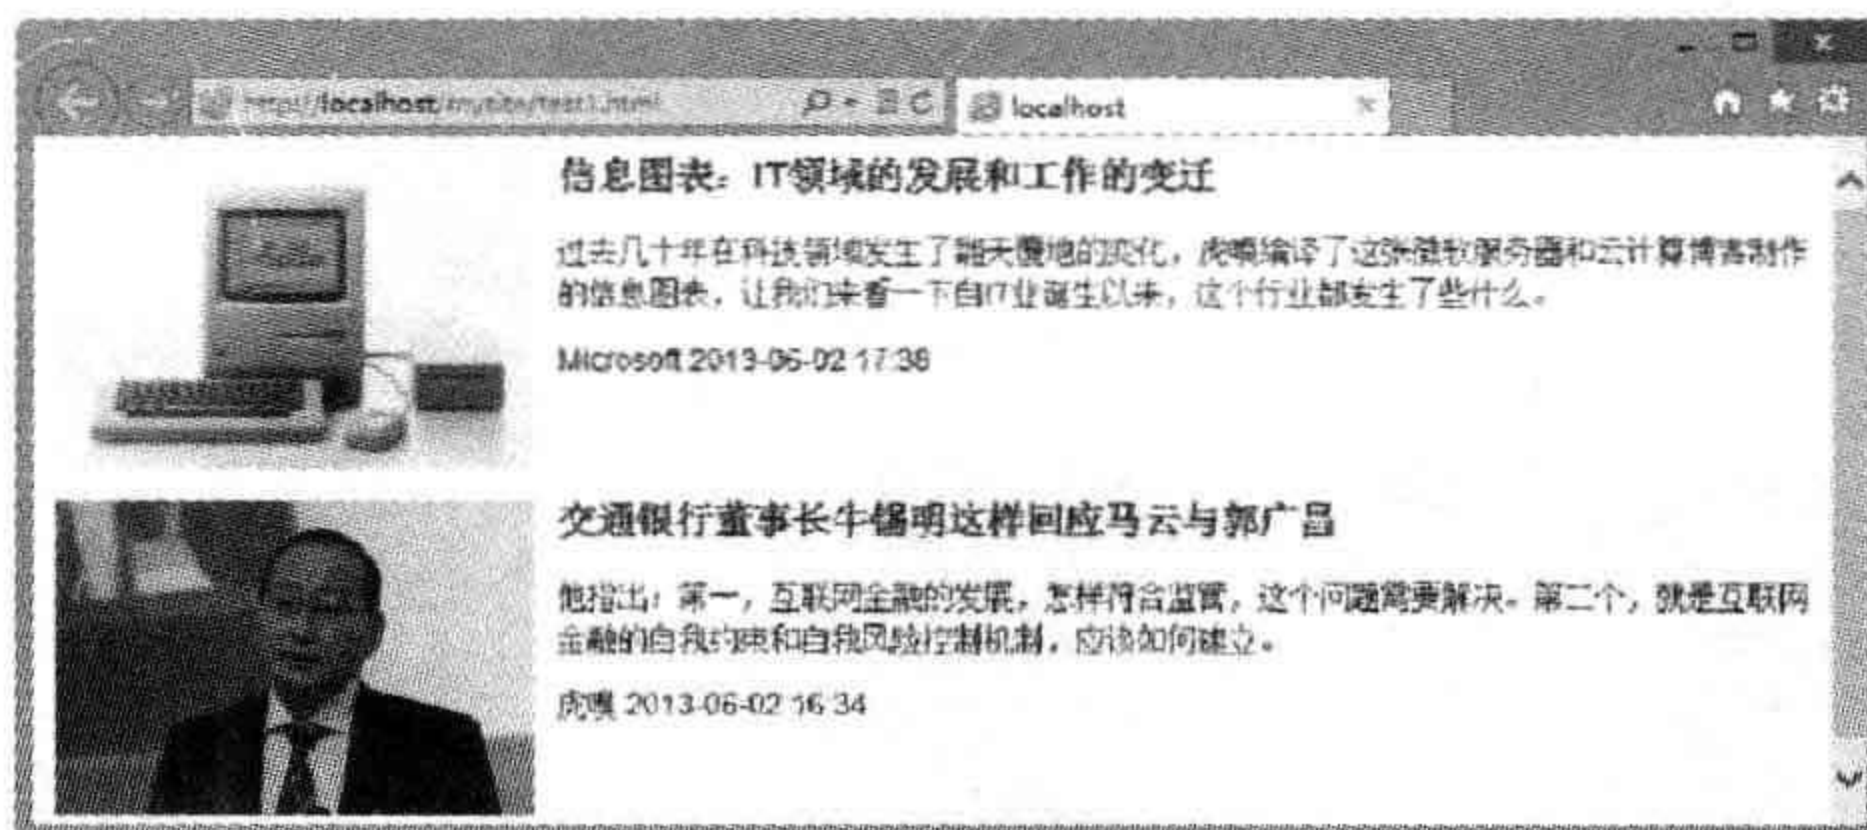 http://localhost/mysite/test1.html
localhost
信息图表：IT领域的发展和工作的变迁
过去几十年在科技领域发生了翻天覆地的变化，虎嗅编译了这张微软服务器和云计算博客制作
的信息图表，让我们来看一下自IT业诞生以来，这个行业都发生了些什么。
Microsoft 2013-06-02 17:38
交通银行董事长牛锡明这样回应马云与郭广昌
他指出：第一，互联网金融的发展，怎样符合监管，这个问题需要解决。第二个，就是互联网
金融的自我约束和自我风险控制机制，应该如何建立。
虎嗅 2013-06-02 16:34